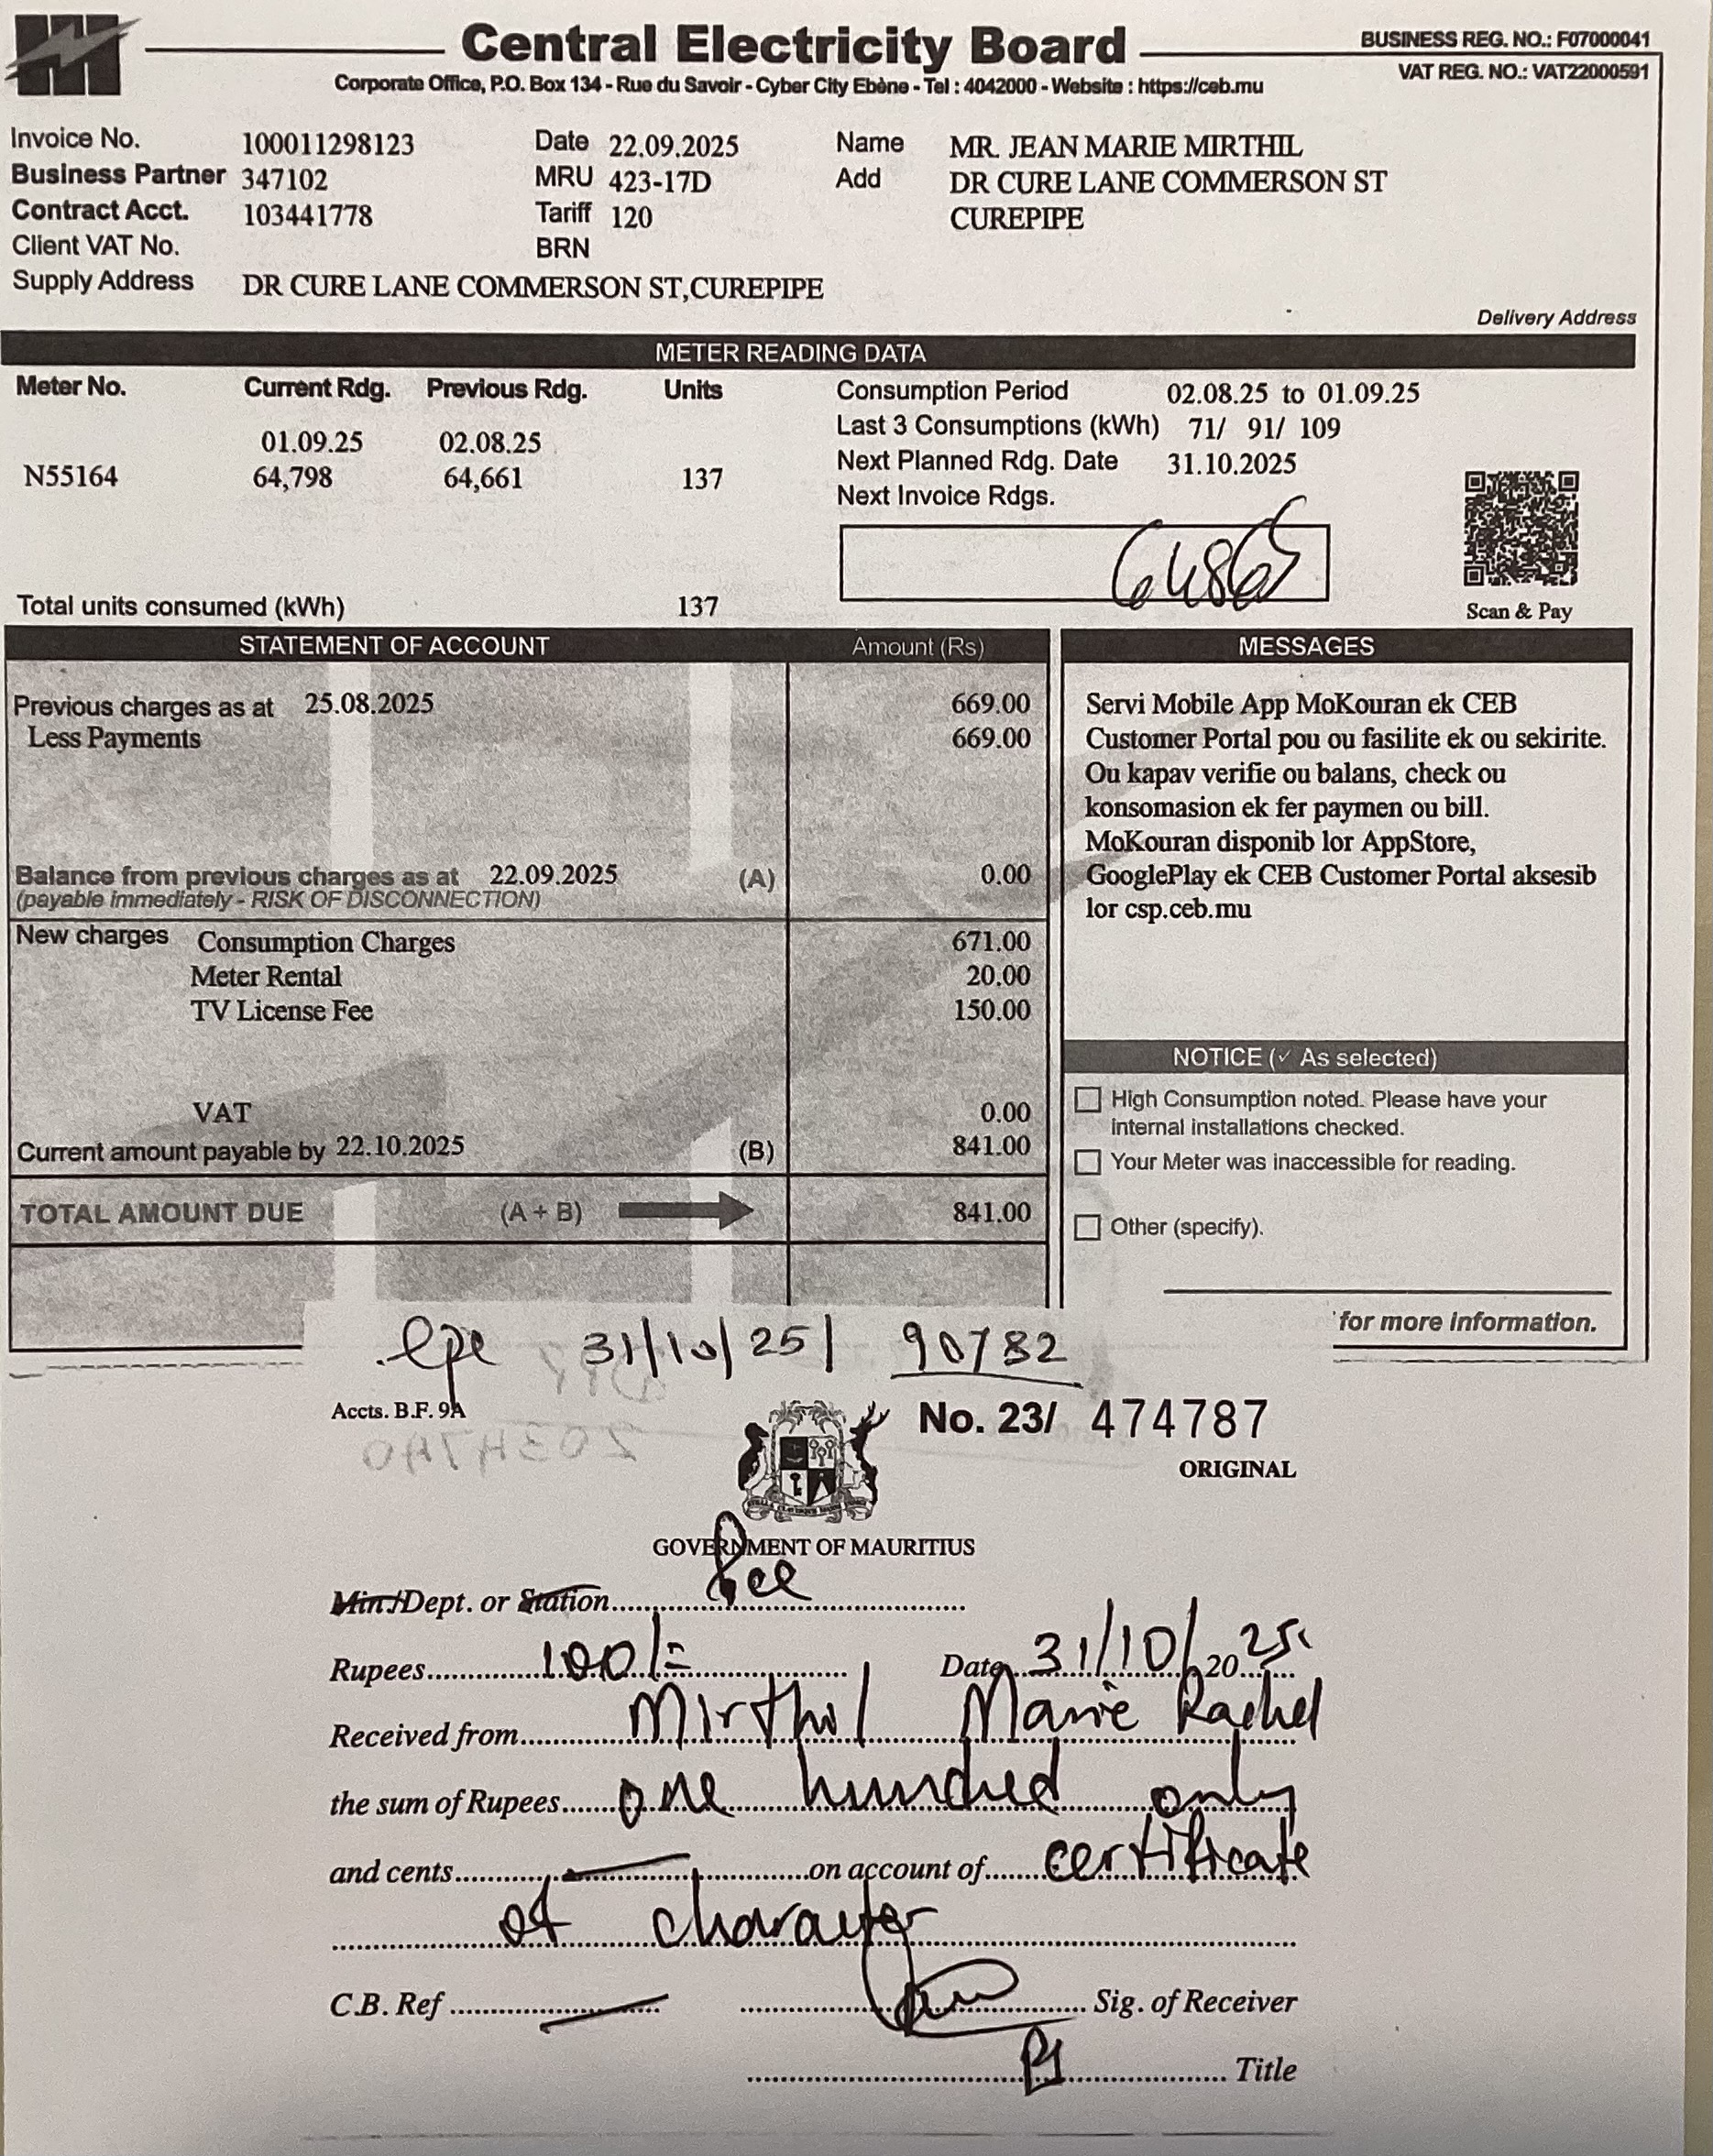 Central Electricity Board
BUSINESS REG. NO.: F07000041
VAT REG. NO.: VAT22000591
Corporate Office, P.O. Box 134 - Rue du Savoir - Cyber City Ebène - Tel : 4042000 - Website : https://ceb.mu
Invoice No. 100011298123 Date 22.09.2025 Name MR. JEAN MARIE MIRTHIL
Business Partner 347102 MRU 423-17D Add DR CURE LANE COMMERSON ST
Contract Acct. 103441778 Tariff 120 CUREPIPE
Client VAT No. BRN
Supply Address DR CURE LANE COMMERSON ST,CUREPIPE
Delivery Address
METER READING DATA
Meter No. Current Rdg. Previous Rdg. Units
01.09.25 02.08.25
N55164 64,798 64,661 137
Total units consumed (kWh) 137
Consumption Period 02.08.25 to 01.09.25
Last 3 Consumptions (kWh) 71/ 91/ 109
Next Planned Rdg. Date 31.10.2025
Next Invoice Rdgs.
64865
Scan & Pay
STATEMENT OF ACCOUNT Amount (Rs)
Previous charges as at 25.08.2025 669.00
Less Payments 669.00
Balance from previous charges as at 22.09.2025 (A) 0.00
(payable immediately - RISK OF DISCONNECTION)
New charges Consumption Charges 671.00
Meter Rental 20.00
TV License Fee 150.00
VAT 0.00
Current amount payable by 22.10.2025 (B) 841.00
TOTAL AMOUNT DUE (A + B) 841.00
MESSAGES
Servi Mobile App MoKouran ek CEB
Customer Portal pou ou fasilite ek ou sekirite.
Ou kapav verifie ou balans, check ou
konsomasion ek fer paymen ou bill.
MoKouran disponib lor AppStore,
GooglePlay ek CEB Customer Portal aksesib
lor csp.ceb.mu
NOTICE (✓ As selected)
High Consumption noted. Please have your
internal installations checked.
Your Meter was inaccessible for reading.
Other (specify).
for more information.
31/10/25/ 90782
Accts. B.F. 9A
No. 23/ 474787
ORIGINAL
GOVERNMENT OF MAURITIUS
Min./Dept. or Station
Rupees 100/= Date 31/10/2025
Received from Mirthil Marie Rachel
the sum of Rupees one hundred only
and cents on account of certificate
of character
C.B. Ref Sig. of Receiver
Title